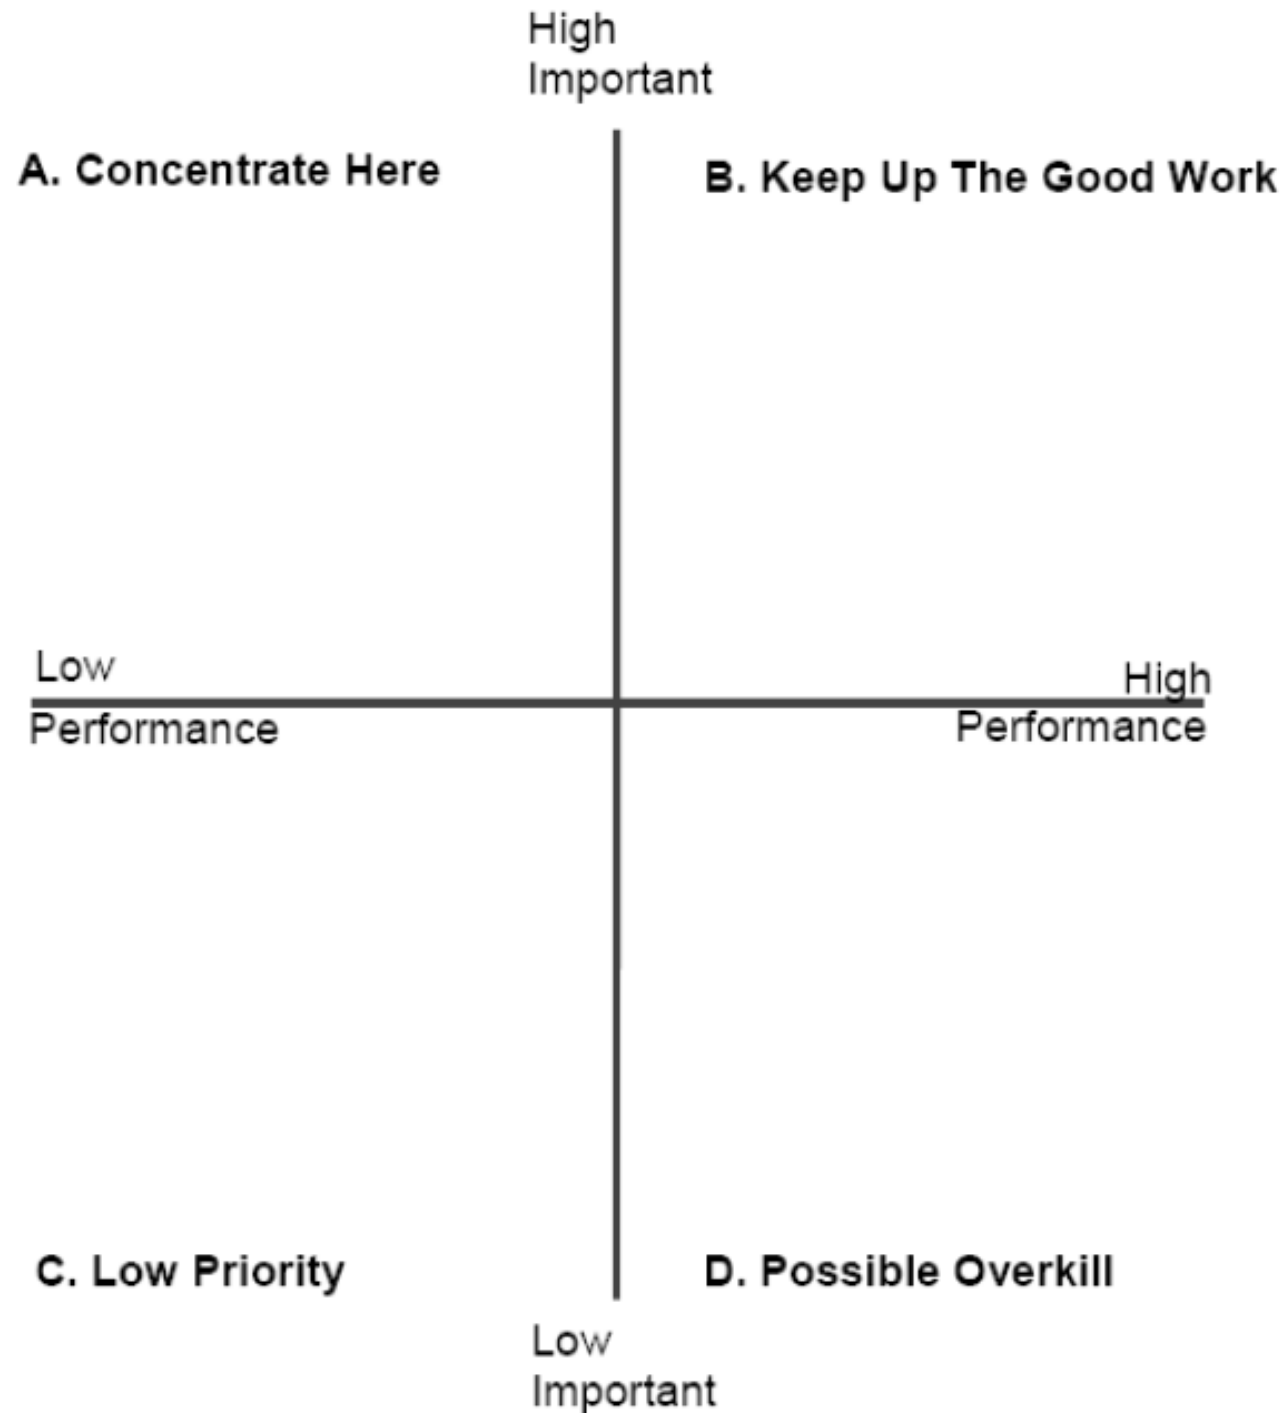 High
Important
A. Concentrate Here
B. Keep Up The Good Work
Low
Performance
High
Performance
C. Low Priority
D. Possible Overkill
Low
Important